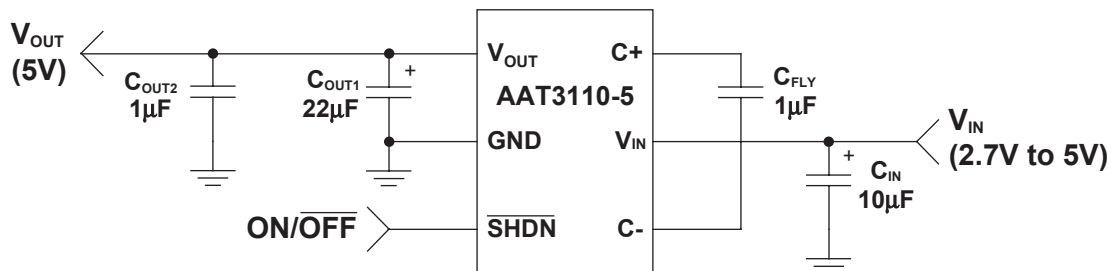 VOUT
(5V)
COUT2
1µF
COUT1
22µF
+
VOUT
C+
AAT3110-5
GND
VIN
SHDN
C-
ON/OFF
CFLY
1µF
+
CIN
10µF
VIN
(2.7V to 5V)